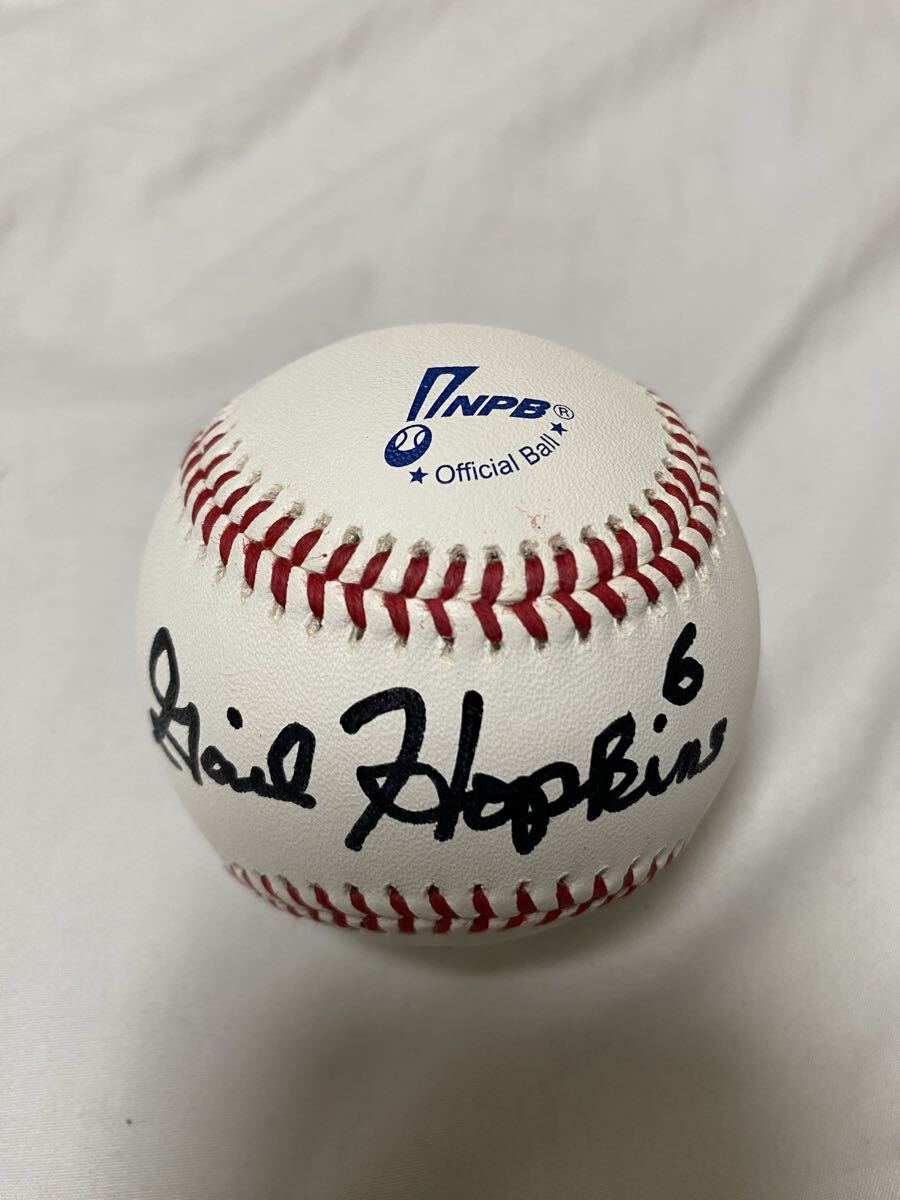 NPB®
★ Official Ball ★
6
Gail Hopkins